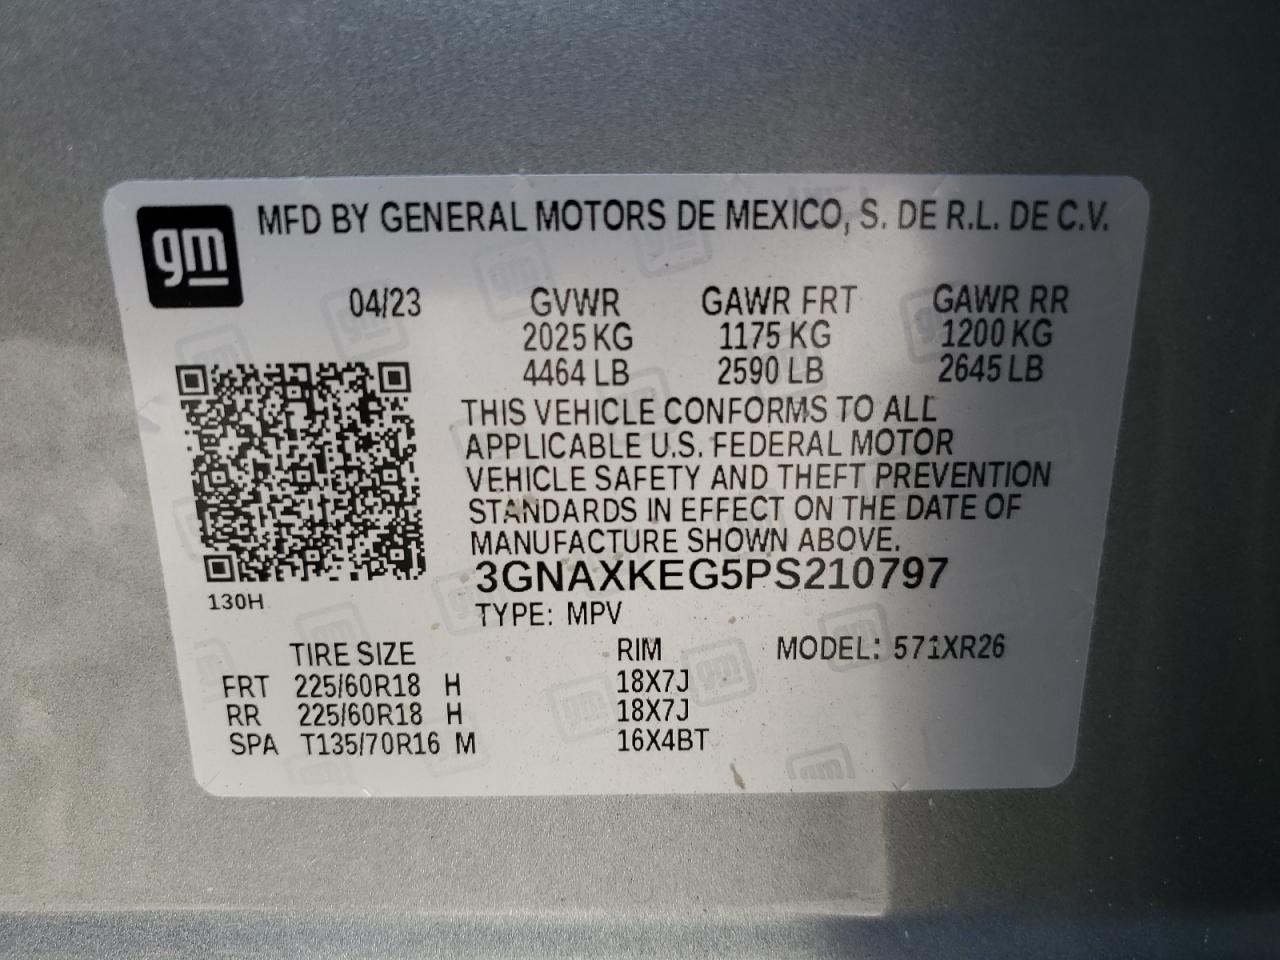 gm
MFD BY GENERAL MOTORS DE MEXICO, S. DE R.L. DE C.V.
04/23 GVWR GAWR FRT GAWR RR
2025 KG 1175 KG 1200 KG
4464 LB 2590 LB 2645 LB
THIS VEHICLE CONFORMS TO ALL
APPLICABLE U.S. FEDERAL MOTOR
VEHICLE SAFETY AND THEFT PREVENTION
STANDARDS IN EFFECT ON THE DATE OF
MANUFACTURE SHOWN ABOVE.
3GNAXKEG5PS210797
130H
TYPE: MPV
TIRE SIZE RIM MODEL: 571XR26
FRT 225/60R18 H 18X7J
RR 225/60R18 H 18X7J
SPA T135/70R16 M 16X4BT